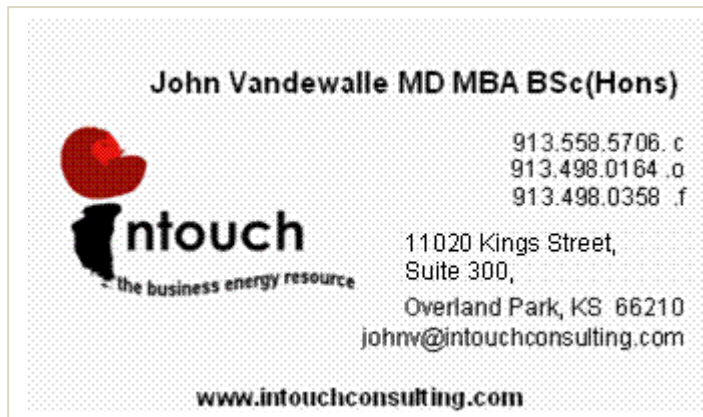 John Vandewalle MD MBA BSc(Hons)
913.558.5706. c
913.498.0164 .o
913.498.0358 .f
ntouch
the business energy resource
11020 Kings Street,
Suite 300,
Overland Park, KS 66210
johnv@intouchconsulting.com
www.intouchconsulting.com